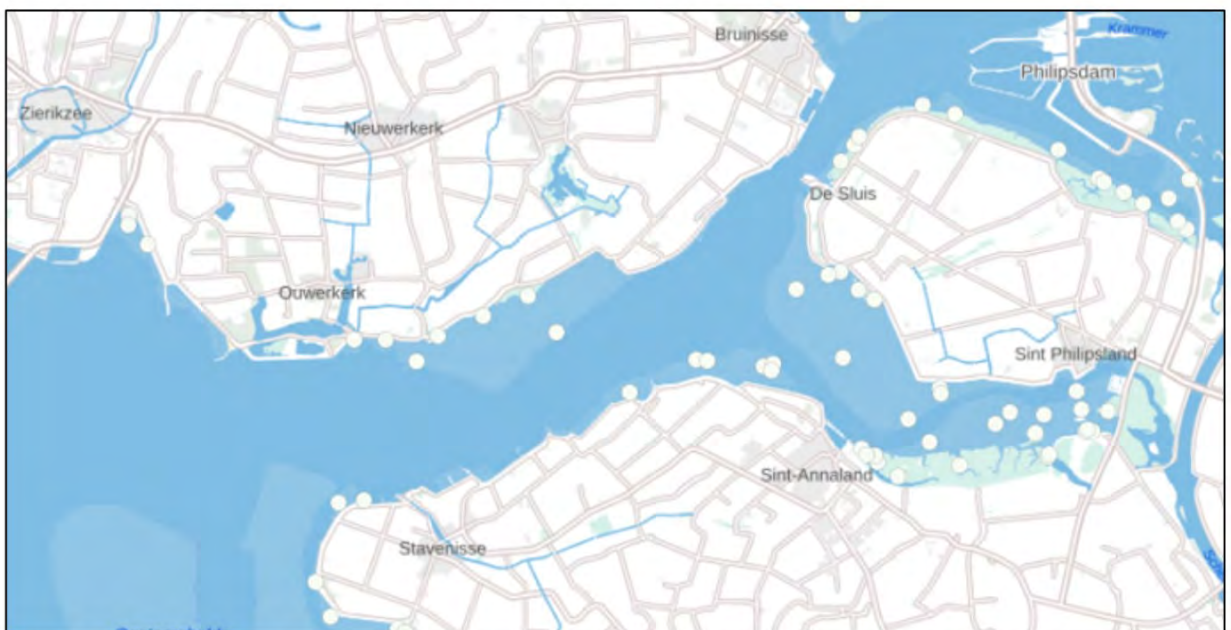 Bruinisse
Krammer
Philipsdam
Zierikzee
Nieuwerkerk
De Sluis
Ouwerkerk
Sint Philipsland
Sint-Annaland
Stavenisse